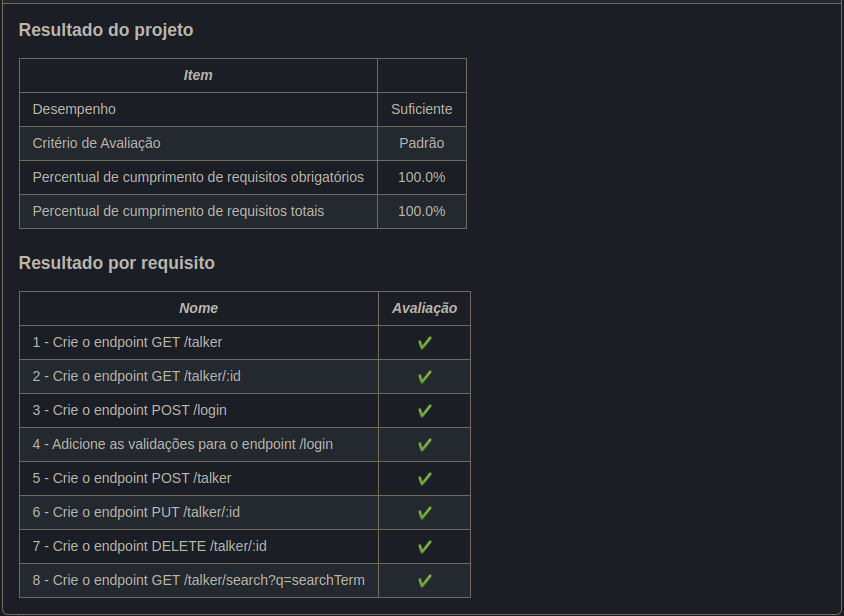 Resultado do projeto
Item
Desempenho Suficiente
Critério de Avaliação Padrão
Percentual de cumprimento de requisitos obrigatórios 100.0%
Percentual de cumprimento de requisitos totais 100.0%
Resultado por requisito
Nome Avaliação
1 - Crie o endpoint GET /talker ✔
2 - Crie o endpoint GET /talker/:id ✔
3 - Crie o endpoint POST /login ✔
4 - Adicione as validações para o endpoint /login ✔
5 - Crie o endpoint POST /talker ✔
6 - Crie o endpoint PUT /talker/:id ✔
7 - Crie o endpoint DELETE /talker/:id ✔
8 - Crie o endpoint GET /talker/search?q=searchTerm ✔